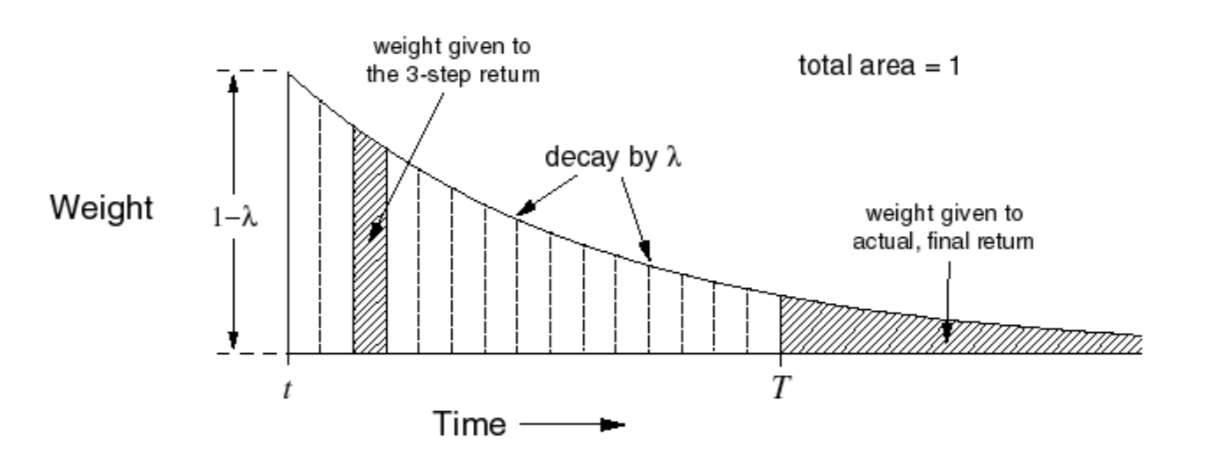 weight given to
the 3-step return
total area = 1
decay by λ
Weight
1−λ
weight given to
actual, final return
t
T
Time